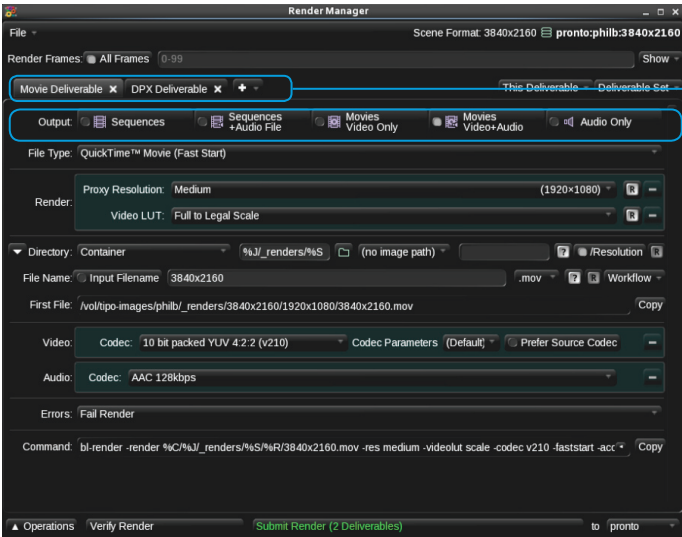 Render Manager
File
Scene Format: 3840x2160 pronto:philb:3840x2160
Render Frames: All Frames 0-99 Show
Movie Deliverable DPX Deliverable This Deliverable Deliverable Set
Output: Sequences Sequences +Audio File Movies Video Only Movies Video+Audio Audio Only
File Type: QuickTime™ Movie (Fast Start)
Render:
Proxy Resolution: Medium (1920×1080) R
Video LUT: Full to Legal Scale R
Directory: Container %J/_renders/%S (no image path) ? /Resolution R
File Name: Input Filename 3840x2160 .mov ? R Workflow
First File: /vol/tipo-images/philb/_renders/3840x2160/1920x1080/3840x2160.mov Copy
Video: Codec: 10 bit packed YUV 4:2:2 (v210) Codec Parameters (Default) Prefer Source Codec
Audio: Codec: AAC 128kbps
Errors: Fail Render
Command: bl-render -render %C/%J/_renders/%S/%R/3840x2160.mov -res medium -videolut scale -codec v210 -faststart -acc Copy
Operations Verify Render Submit Render (2 Deliverables) to pronto